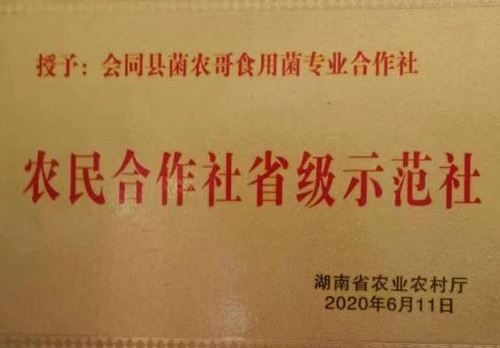 授予：会同县菌农哥食用菌专业合作社
农民合作社省级示范社
湖南省农业农村厅
2020年6月11日